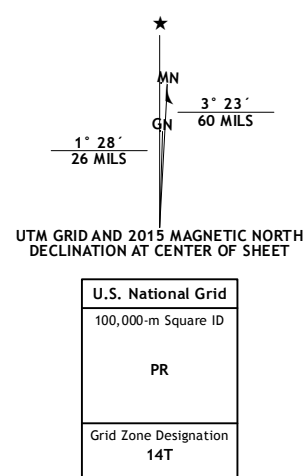 ★
MN
3° 23´
60 MILS
GN
1° 28´
26 MILS
UTM GRID AND 2015 MAGNETIC NORTH
DECLINATION AT CENTER OF SHEET
U.S. National Grid
100,000-m Square ID
PR
Grid Zone Designation
14T